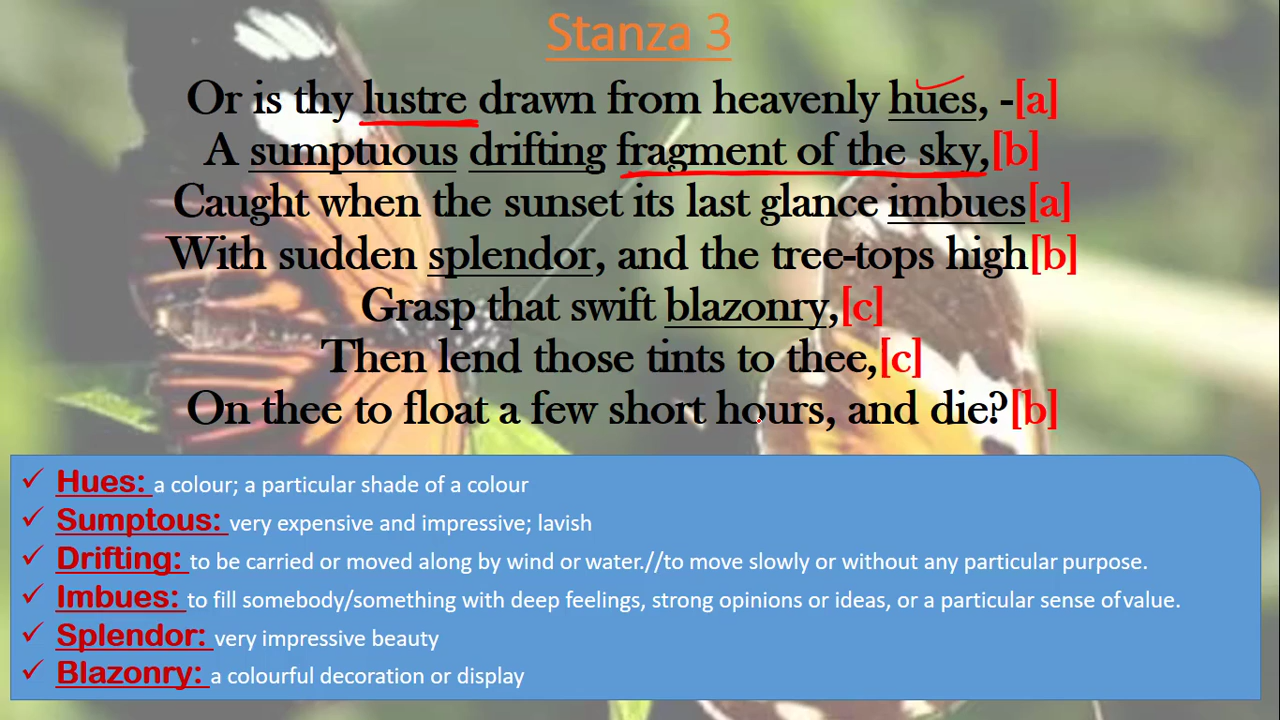 Stanza 3
Or is thy lustre drawn from heavenly hues, -[a]
A sumptuous drifting fragment of the sky,[b]
Caught when the sunset its last glance imbues[a]
With sudden splendor, and the tree-tops high[b]
Grasp that swift blazonry,[c]
Then lend those tints to thee,[c]
On thee to float a few short hours, and die?[b]
✓ Hues: a colour; a particular shade of a colour
✓ Sumptous: very expensive and impressive; lavish
✓ Drifting: to be carried or moved along by wind or water.//to move slowly or without any particular purpose.
✓ Imbues: to fill somebody/something with deep feelings, strong opinions or ideas, or a particular sense of value.
✓ Splendor: very impressive beauty
✓ Blazonry: a colourful decoration or display